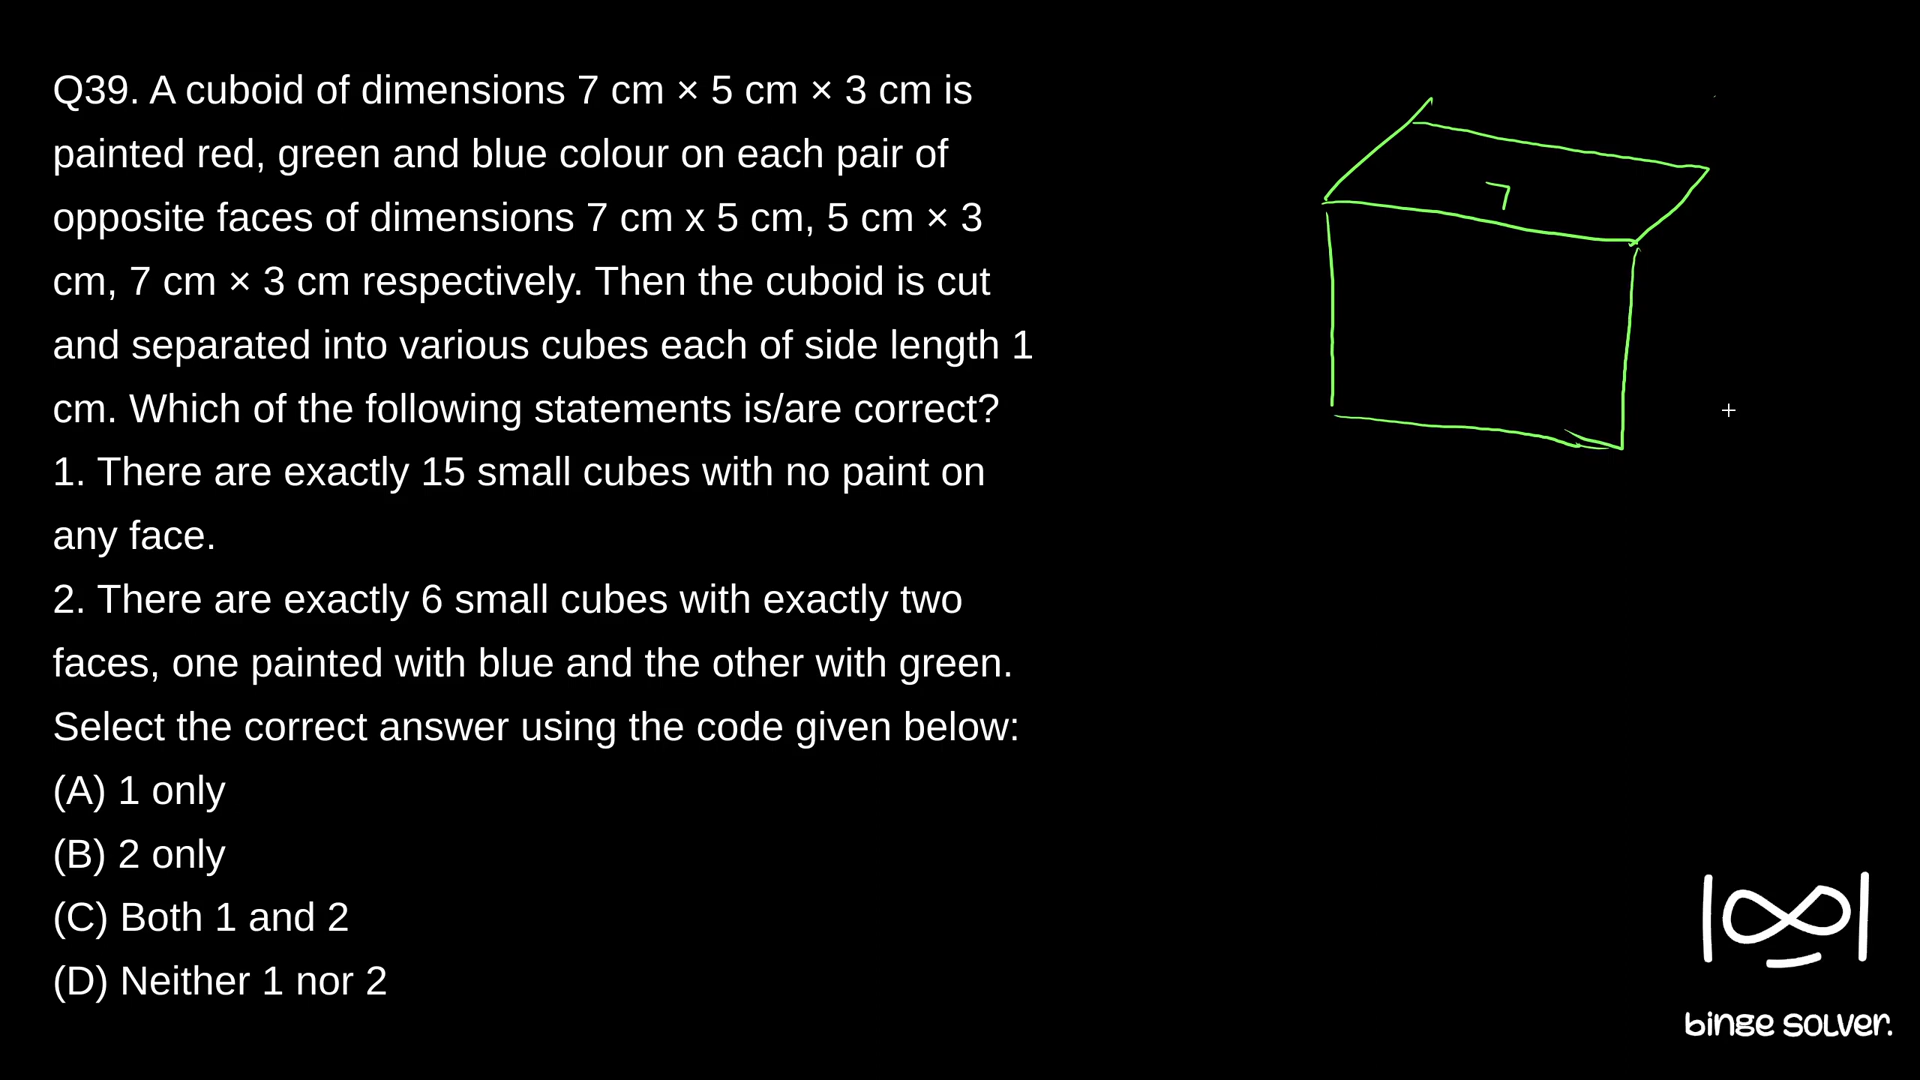 Q39. A cuboid of dimensions 7 cm × 5 cm × 3 cm is
painted red, green and blue colour on each pair of
opposite faces of dimensions 7 cm x 5 cm, 5 cm × 3
cm, 7 cm × 3 cm respectively. Then the cuboid is cut
and separated into various cubes each of side length 1
cm. Which of the following statements is/are correct?
1. There are exactly 15 small cubes with no paint on
any face.
2. There are exactly 6 small cubes with exactly two
faces, one painted with blue and the other with green.
Select the correct answer using the code given below:
(A) 1 only
(B) 2 only
(C) Both 1 and 2
(D) Neither 1 nor 2
7
binge solver.